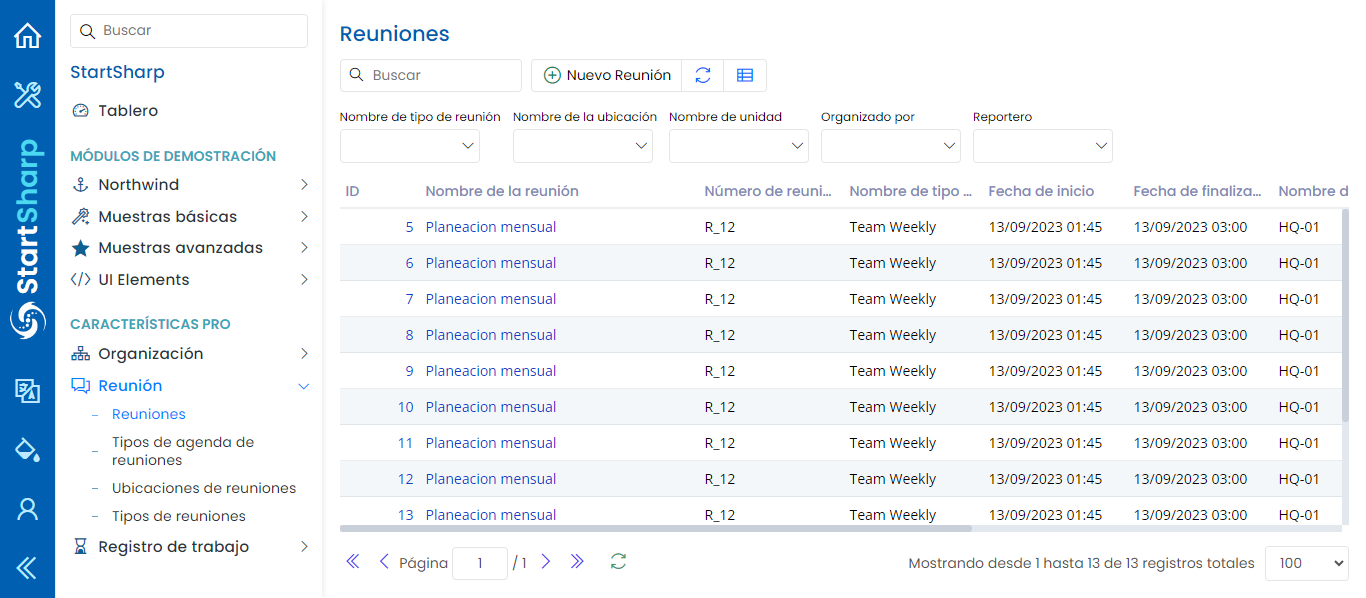 StartSharp
Buscar
StartSharp
Tablero
MÓDULOS DE DEMOSTRACIÓN
Northwind
Muestras básicas
Muestras avanzadas
UI Elements
CARACTERÍSTICAS PRO
Organización
Reunión
Reuniones
Tipos de agenda de
reuniones
Ubicaciones de reuniones
Tipos de reuniones
Registro de trabajo
Reuniones
Buscar Nuevo Reunión
Nombre de tipo de reunión Nombre de la ubicación Nombre de unidad Organizado por Reportero
ID Nombre de la reunión Número de reuni... Nombre de tipo ... Fecha de inicio Fecha de finaliza... Nombre d
5 Planeacion mensual R_12 Team Weekly 13/09/2023 01:45 13/09/2023 03:00 HQ-01
6 Planeacion mensual R_12 Team Weekly 13/09/2023 01:45 13/09/2023 03:00 HQ-01
7 Planeacion mensual R_12 Team Weekly 13/09/2023 01:45 13/09/2023 03:00 HQ-01
8 Planeacion mensual R_12 Team Weekly 13/09/2023 01:45 13/09/2023 03:00 HQ-01
9 Planeacion mensual R_12 Team Weekly 13/09/2023 01:45 13/09/2023 03:00 HQ-01
10 Planeacion mensual R_12 Team Weekly 13/09/2023 01:45 13/09/2023 03:00 HQ-01
11 Planeacion mensual R_12 Team Weekly 13/09/2023 01:45 13/09/2023 03:00 HQ-01
12 Planeacion mensual R_12 Team Weekly 13/09/2023 01:45 13/09/2023 03:00 HQ-01
13 Planeacion mensual R_12 Team Weekly 13/09/2023 01:45 13/09/2023 03:00 HQ-01
Página 1 / 1 Mostrando desde 1 hasta 13 de 13 registros totales 100